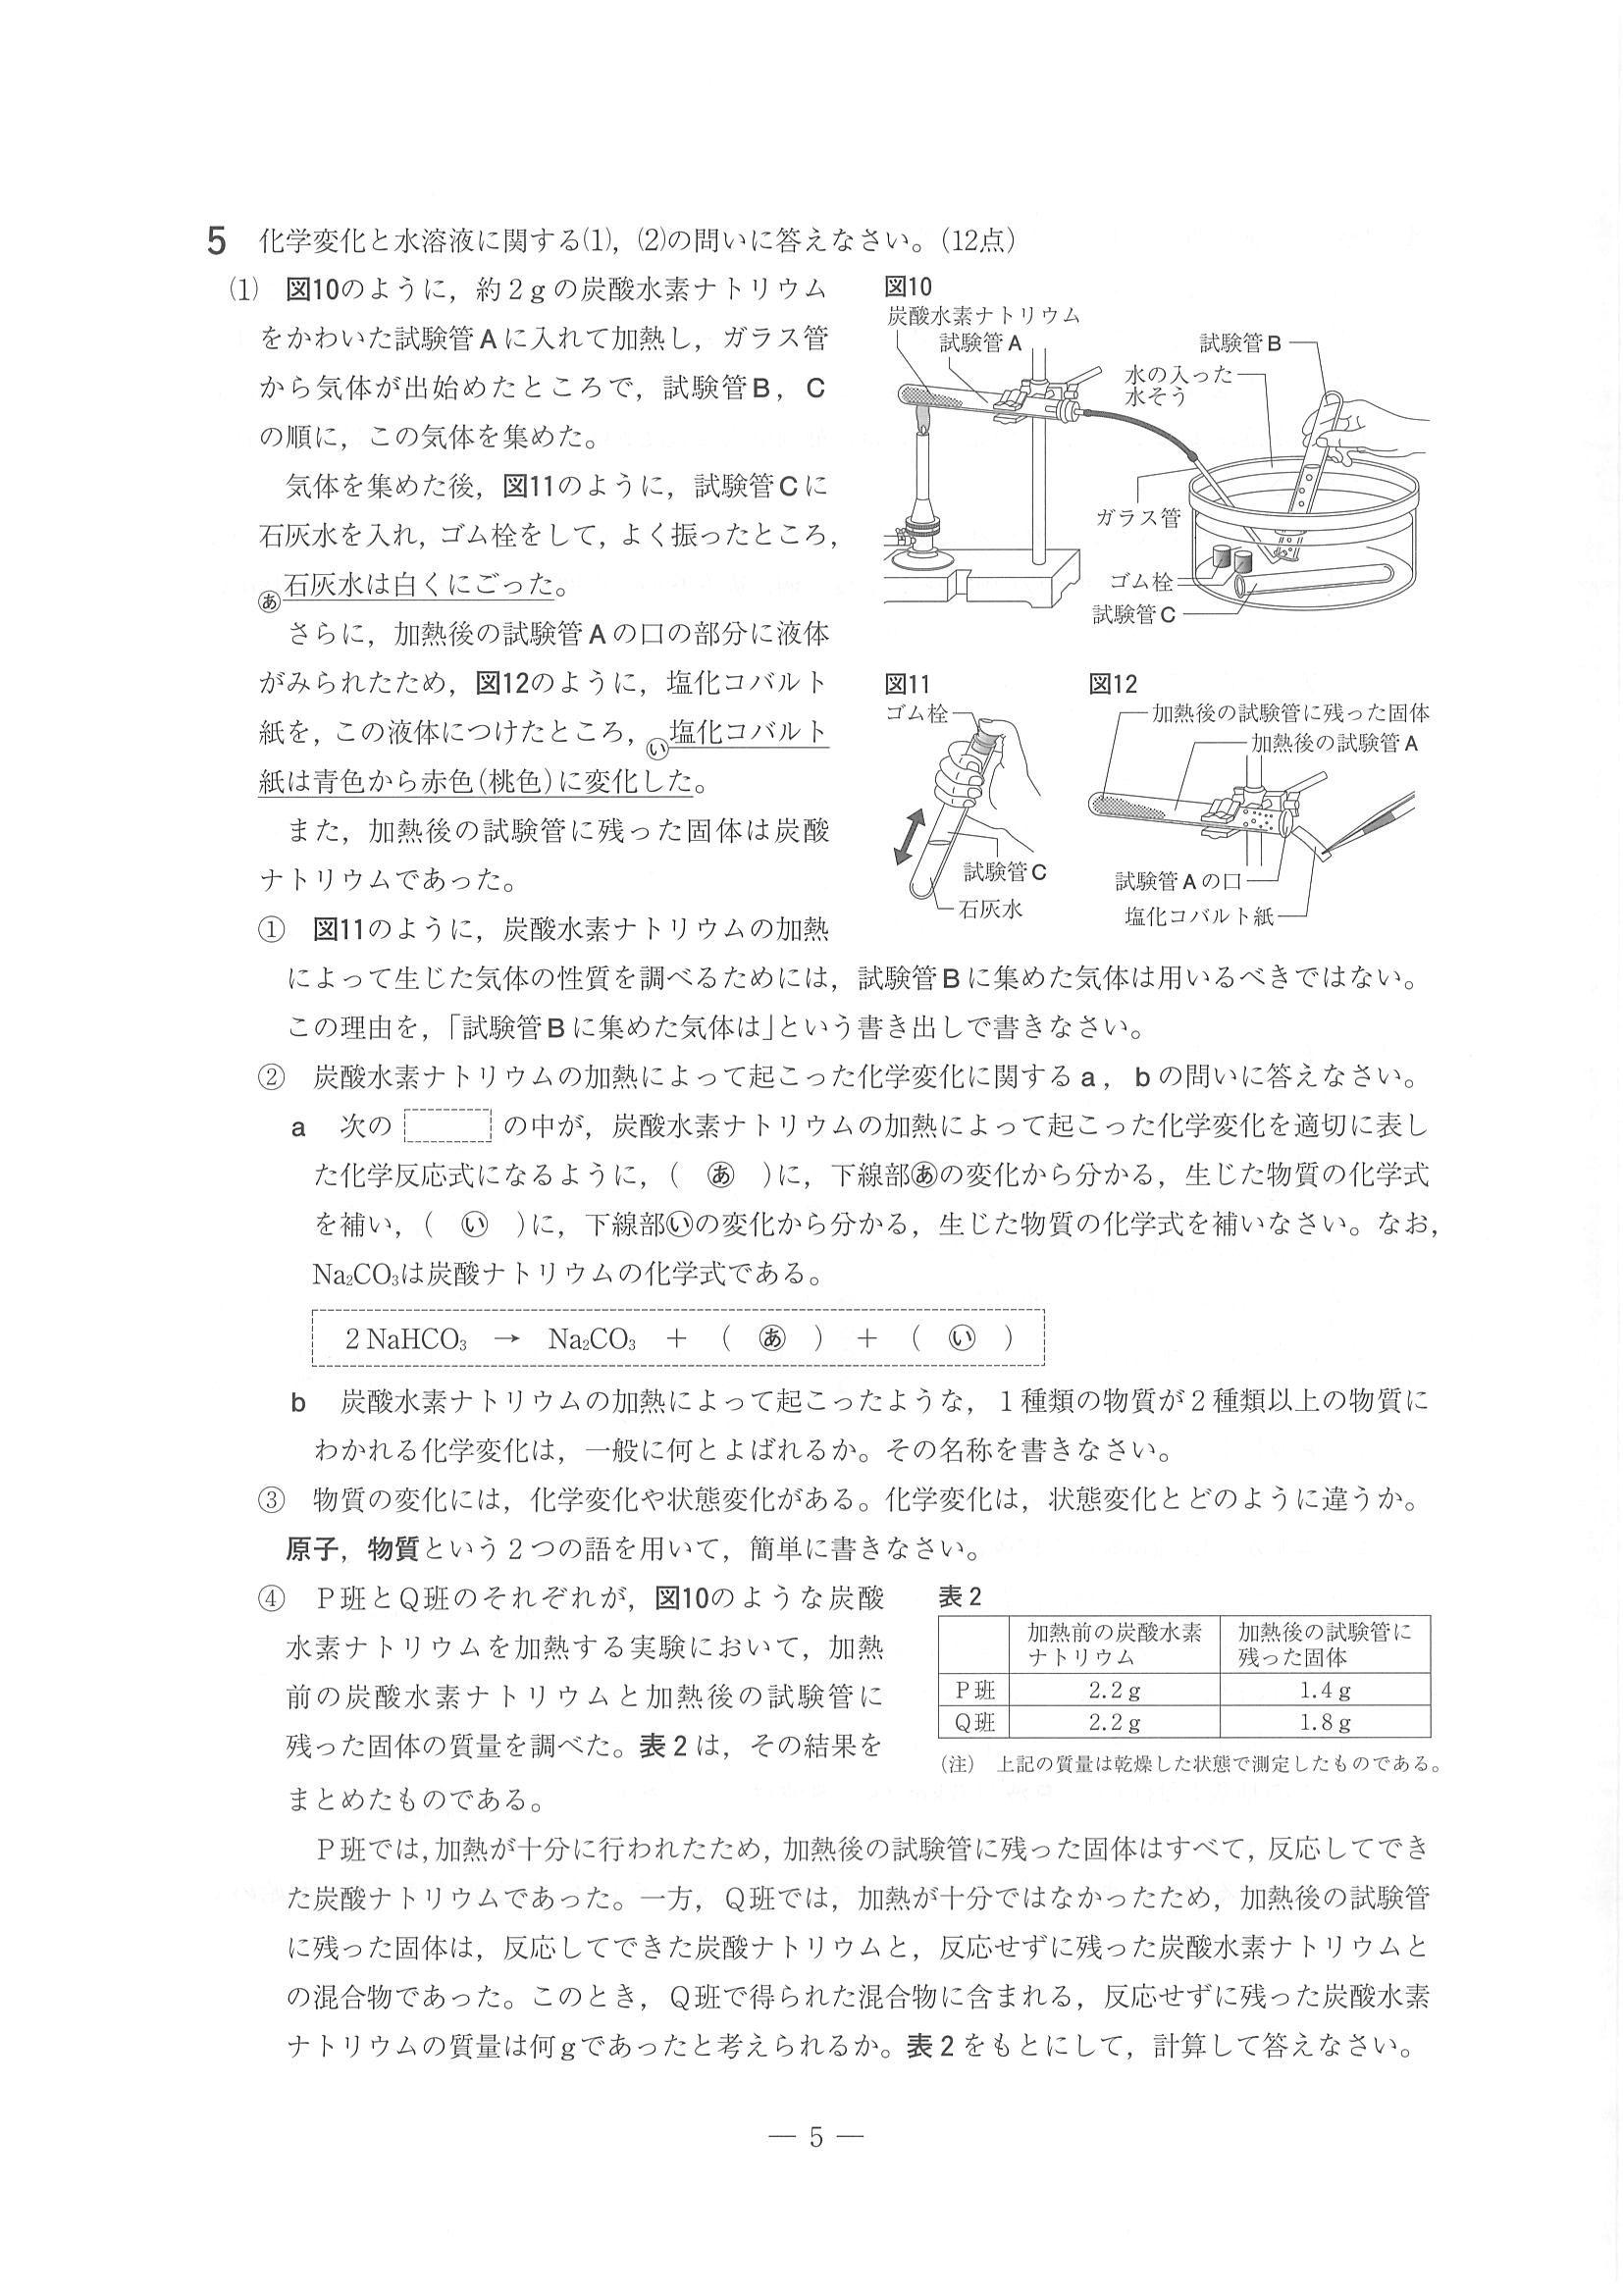 5 化学変化と水溶液に関する(1)，(2)の問いに答えなさい。(12点)
(1) 図10のように，約2gの炭酸水素ナトリウム
をかわいた試験管Aに入れて加熱し，ガラス管
から気体が出始めたところで，試験管B，C
の順に，この気体を集めた。
気体を集めた後，図11のように，試験管Cに
石灰水を入れ，ゴム栓をして，よく振ったところ，
あ石灰水は白くにごった。
さらに，加熱後の試験管Aの口の部分に液体
がみられたため，図12のように，塩化コバルト
紙を，この液体につけたところ，い塩化コバルト
紙は青色から赤色(桃色)に変化した。
また，加熱後の試験管に残った固体は炭酸
ナトリウムであった。
図10
炭酸水素ナトリウム
試験管A
試験管B
水の入った
水そう
ガラス管
ゴム栓
試験管C
図11
ゴム栓
試験管C
石灰水
図12
加熱後の試験管に残った固体
加熱後の試験管A
試験管Aの口
塩化コバルト紙
① 図11のように，炭酸水素ナトリウムの加熱
によって生じた気体の性質を調べるためには，試験管Bに集めた気体は用いるべきではない。
この理由を，「試験管Bに集めた気体は」という書き出しで書きなさい。
② 炭酸水素ナトリウムの加熱によって起こった化学変化に関するa，bの問いに答えなさい。
a 次の の中が，炭酸水素ナトリウムの加熱によって起こった化学変化を適切に表し
た化学反応式になるように，( あ )に，下線部あの変化から分かる，生じた物質の化学式
を補い，( い )に，下線部いの変化から分かる，生じた物質の化学式を補いなさい。なお，
Na₂CO₃は炭酸ナトリウムの化学式である。
2 NaHCO₃ → Na₂CO₃ + ( あ ) + ( い )
b 炭酸水素ナトリウムの加熱によって起こったような，1種類の物質が2種類以上の物質に
わかれる化学変化は，一般に何とよばれるか。その名称を書きなさい。
③ 物質の変化には，化学変化や状態変化がある。化学変化は，状態変化とどのように違うか。
原子，物質という2つの語を用いて，簡単に書きなさい。
④ P班とQ班のそれぞれが，図10のような炭酸
水素ナトリウムを加熱する実験において，加熱
前の炭酸水素ナトリウムと加熱後の試験管に
残った固体の質量を調べた。表2は，その結果を
まとめたものである。
表2
加熱前の炭酸水素ナトリウム 加熱後の試験管に残った固体
P班 2.2g 1.4g
Q班 2.2g 1.8g
(注) 上記の質量は乾燥した状態で測定したものである。
P班では，加熱が十分に行われたため，加熱後の試験管に残った固体はすべて，反応してでき
た炭酸ナトリウムであった。一方，Q班では，加熱が十分ではなかったため，加熱後の試験管
に残った固体は，反応してできた炭酸ナトリウムと，反応せずに残った炭酸水素ナトリウムと
の混合物であった。このとき，Q班で得られた混合物に含まれる，反応せずに残った炭酸水素
ナトリウムの質量は何gであったと考えられるか。表2をもとにして，計算して答えなさい。
— 5 —